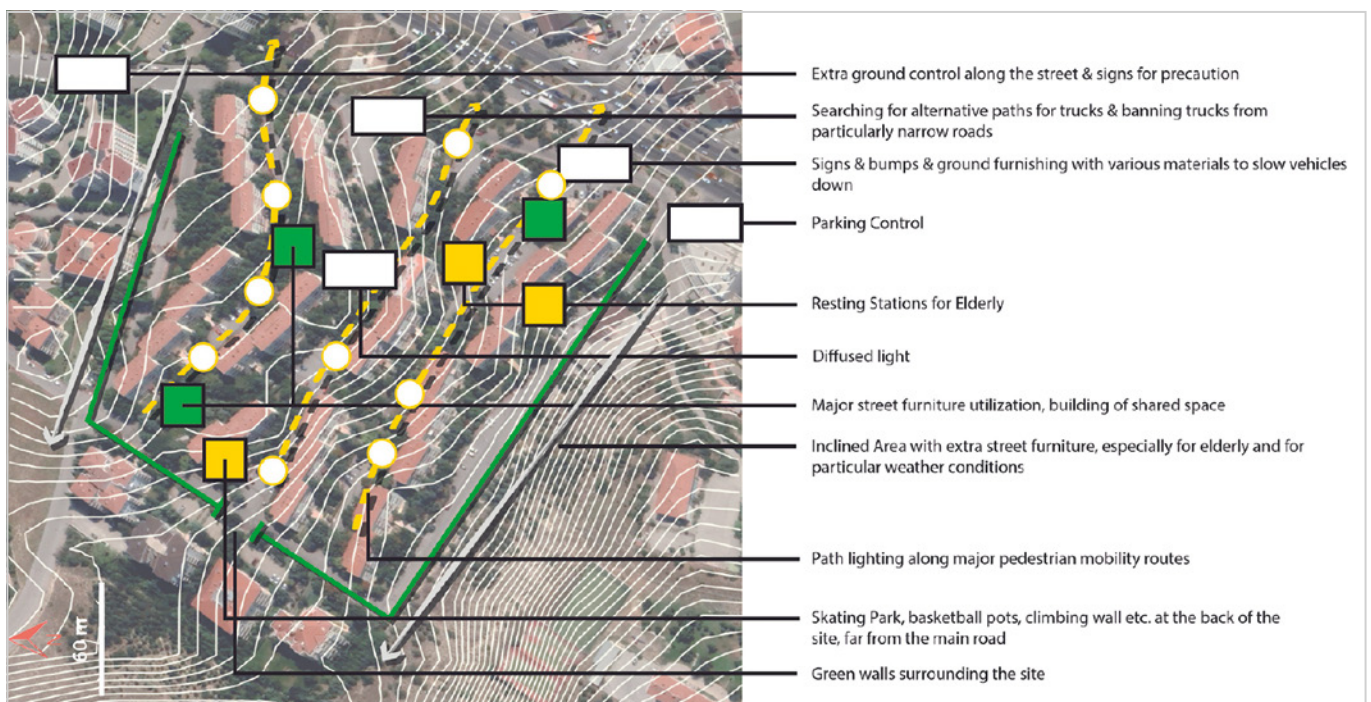 Extra ground control along the street & signs for precaution
Searching for alternative paths for trucks & banning trucks from
particularly narrow roads
Signs & bumps & ground furnishing with various materials to slow vehicles
down
Parking Control
Resting Stations for Elderly
Diffused light
Major street furniture utilization, building of shared space
Inclined Area with extra street furniture, especially for elderly and for
particular weather conditions
Path lighting along major pedestrian mobility routes
Skating Park, basketball pots, climbing wall etc. at the back of the
site, far from the main road
Green walls surrounding the site
60 m